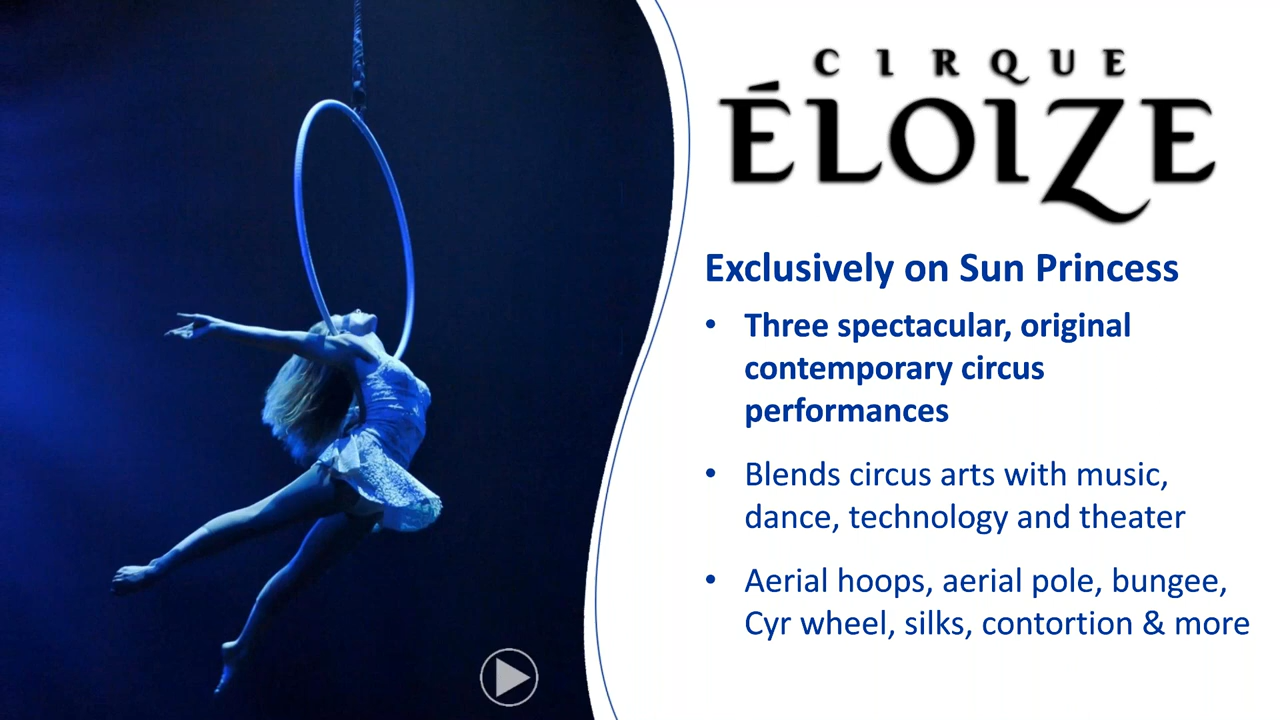 CIRQUE
ÉLOIZE
Exclusively on Sun Princess
• Three spectacular, original
contemporary circus
performances
• Blends circus arts with music,
dance, technology and theater
• Aerial hoops, aerial pole, bungee,
Cyr wheel, silks, contortion & more